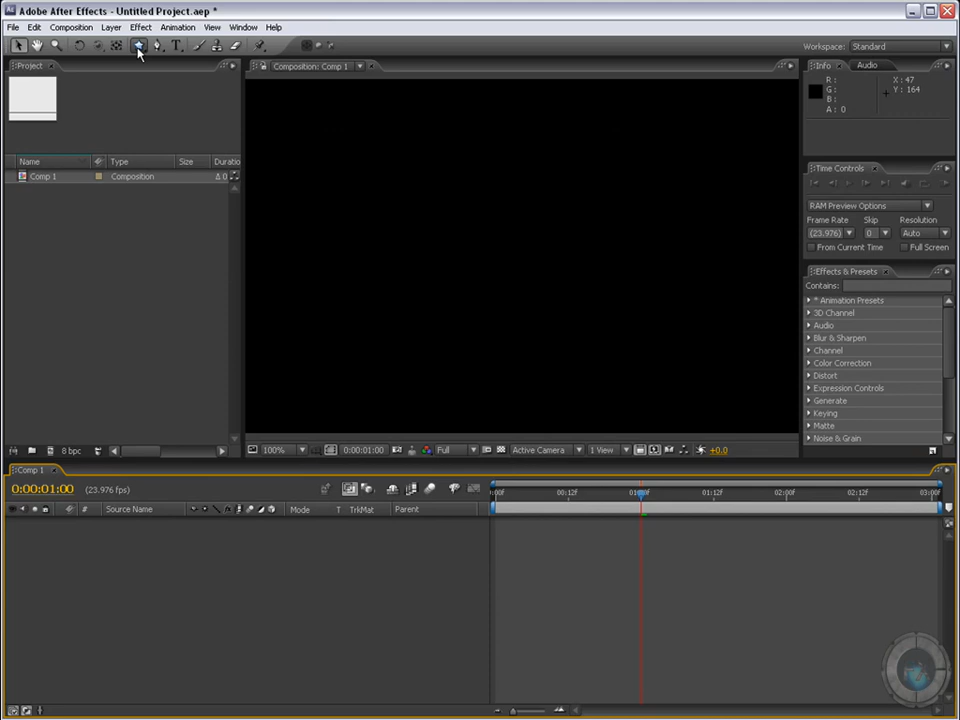 Adobe After Effects - Untitled Project.aep *
File Edit Composition Layer Effect Animation View Window Help
Workspace: Standard
Project
Composition: Comp 1
Info Audio
R :
G :
B :
A : 0
X : 47
Y : 164
Name Type Size Duratio
Comp 1 Composition Δ 0
Time Controls
RAM Preview Options
Frame Rate Skip Resolution
(23.976) 0 Auto
From Current Time Full Screen
Effects & Presets
Contains:
* Animation Presets
3D Channel
Audio
Blur & Sharpen
Channel
Color Correction
Distort
Expression Controls
Generate
Keying
Matte
Noise & Grain
8 bpc
100% 0:00:01:00 Full Active Camera 1 View +0.0
Comp 1
0:00:01:00 (23.976 fps)
# Source Name Mode T TrkMat Parent
:00f 00:12f 01:00f 01:12f 02:00f 02:12f 03:00f